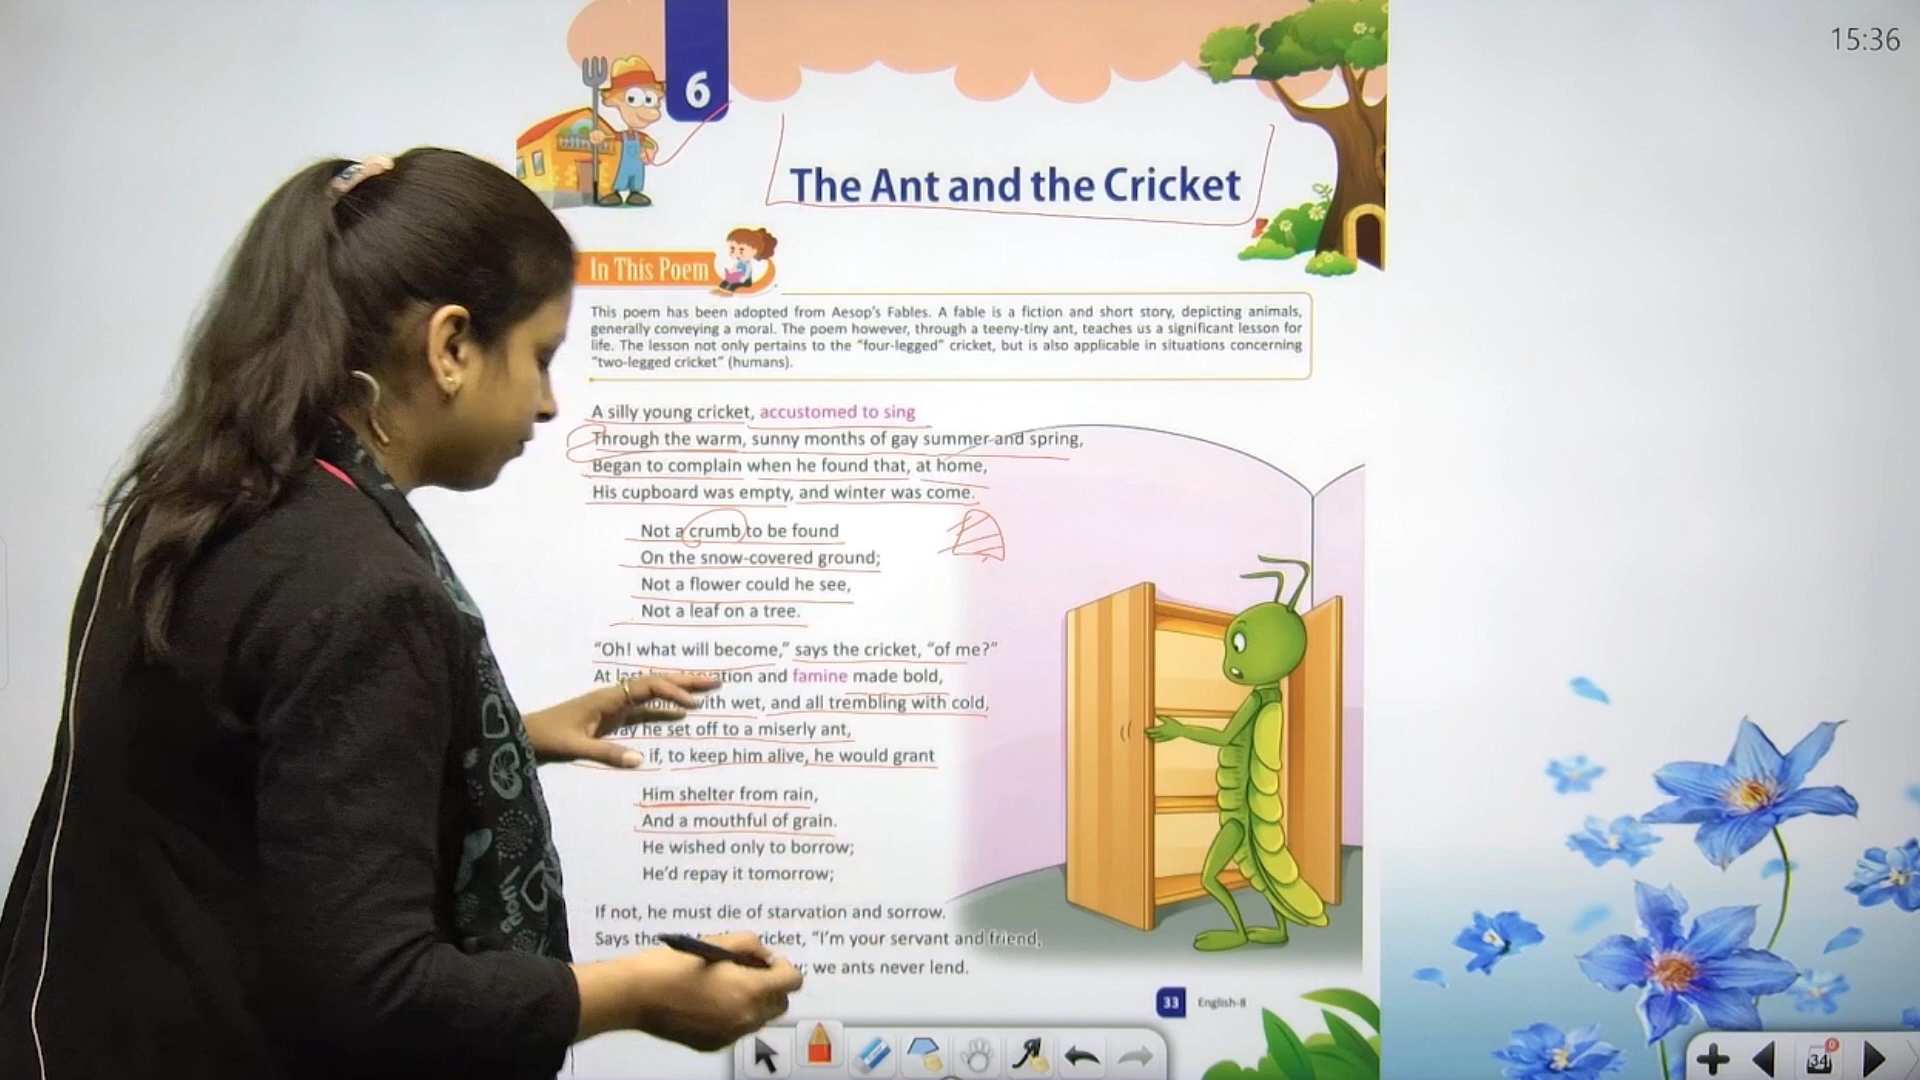 15:36
6
The Ant and the Cricket
In This Poem
This poem has been adopted from Aesop's Fables. A fable is a fiction and short story, depicting animals,
generally conveying a moral. The poem however, through a teeny-tiny ant, teaches us a significant lesson for
life. The lesson not only pertains to the "four-legged" cricket, but is also applicable in situations concerning
"two-legged cricket" (humans).
A silly young cricket, accustomed to sing
Through the warm, sunny months of gay summer and spring,
Began to complain when he found that, at home,
His cupboard was empty, and winter was come.
Not a crumb to be found
On the snow-covered ground;
Not a flower could he see,
Not a leaf on a tree.
"Oh! what will become," says the cricket, "of me?"
At last and famine made bold,
with wet, and all trembling with cold,
he set off to a miserly ant,
if, to keep him alive, he would grant
Him shelter from rain,
And a mouthful of grain.
He wished only to borrow;
He'd repay it tomorrow;
If not, he must die of starvation and sorrow.
Says the cricket, "I'm your servant and friend,
; we ants never lend.
33 English-8
34
0